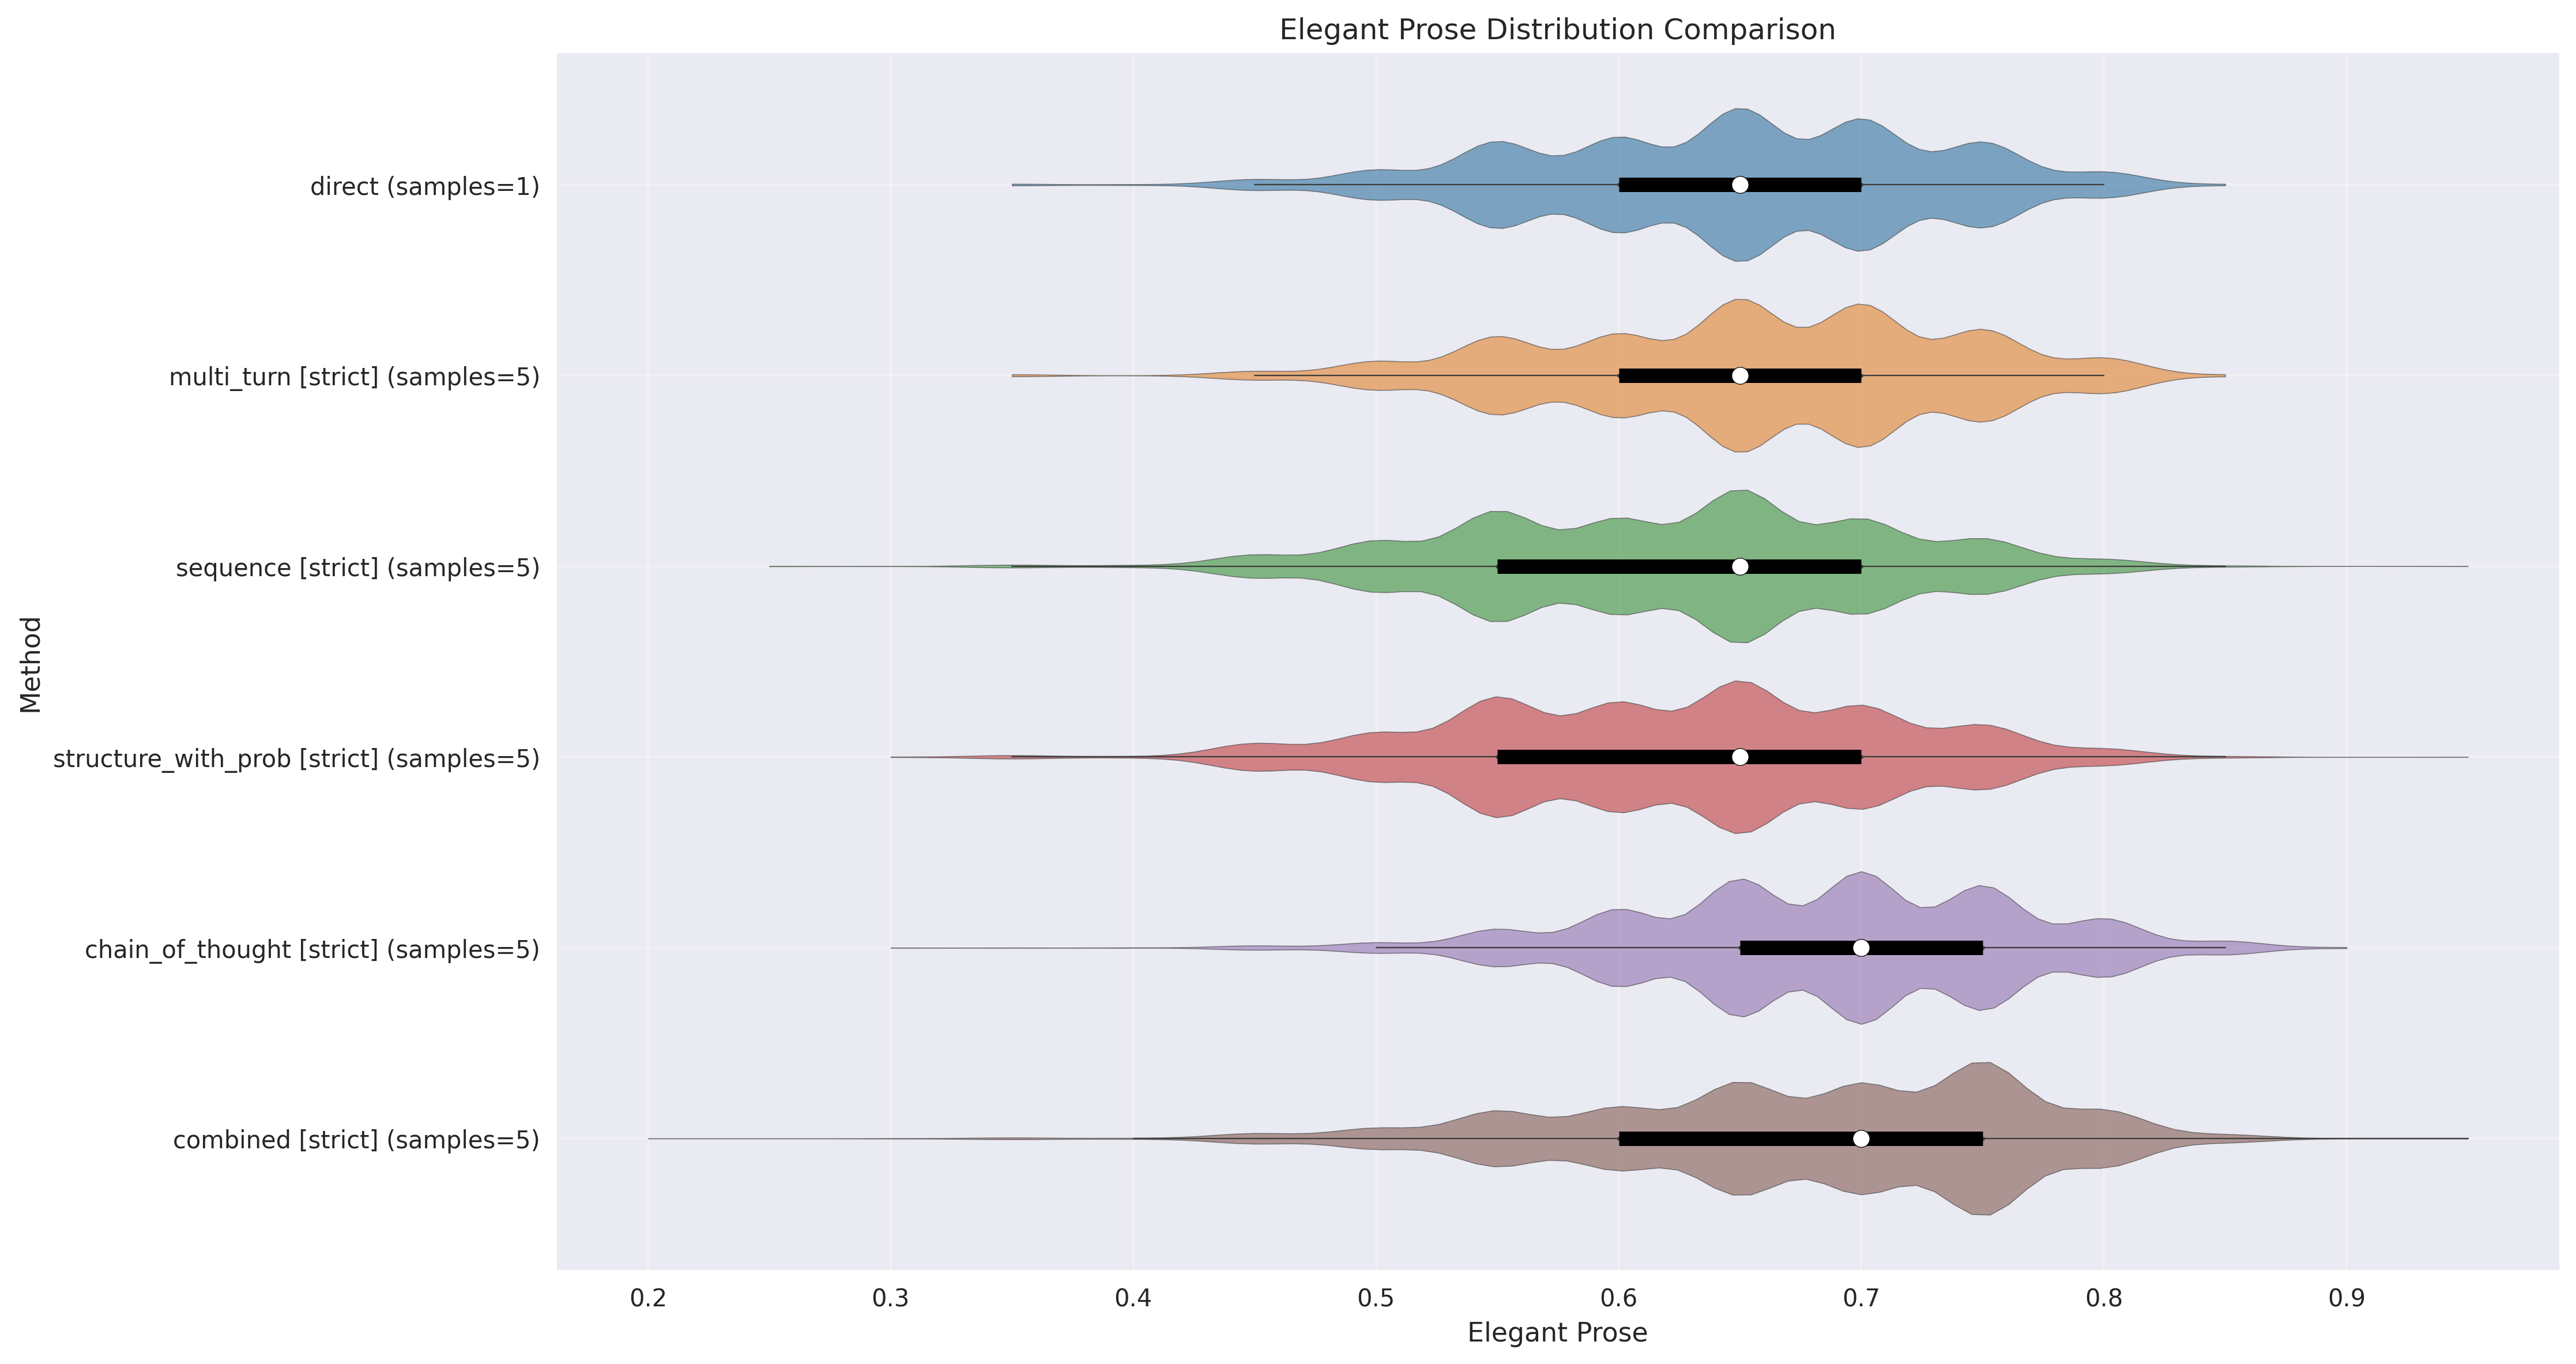 Elegant Prose Distribution Comparison
direct (samples=1)
multi_turn [strict] (samples=5)
sequence [strict] (samples=5)
structure_with_prob [strict] (samples=5)
chain_of_thought [strict] (samples=5)
combined [strict] (samples=5)
Method
0.2 0.3 0.4 0.5 0.6 0.7 0.8 0.9
Elegant Prose